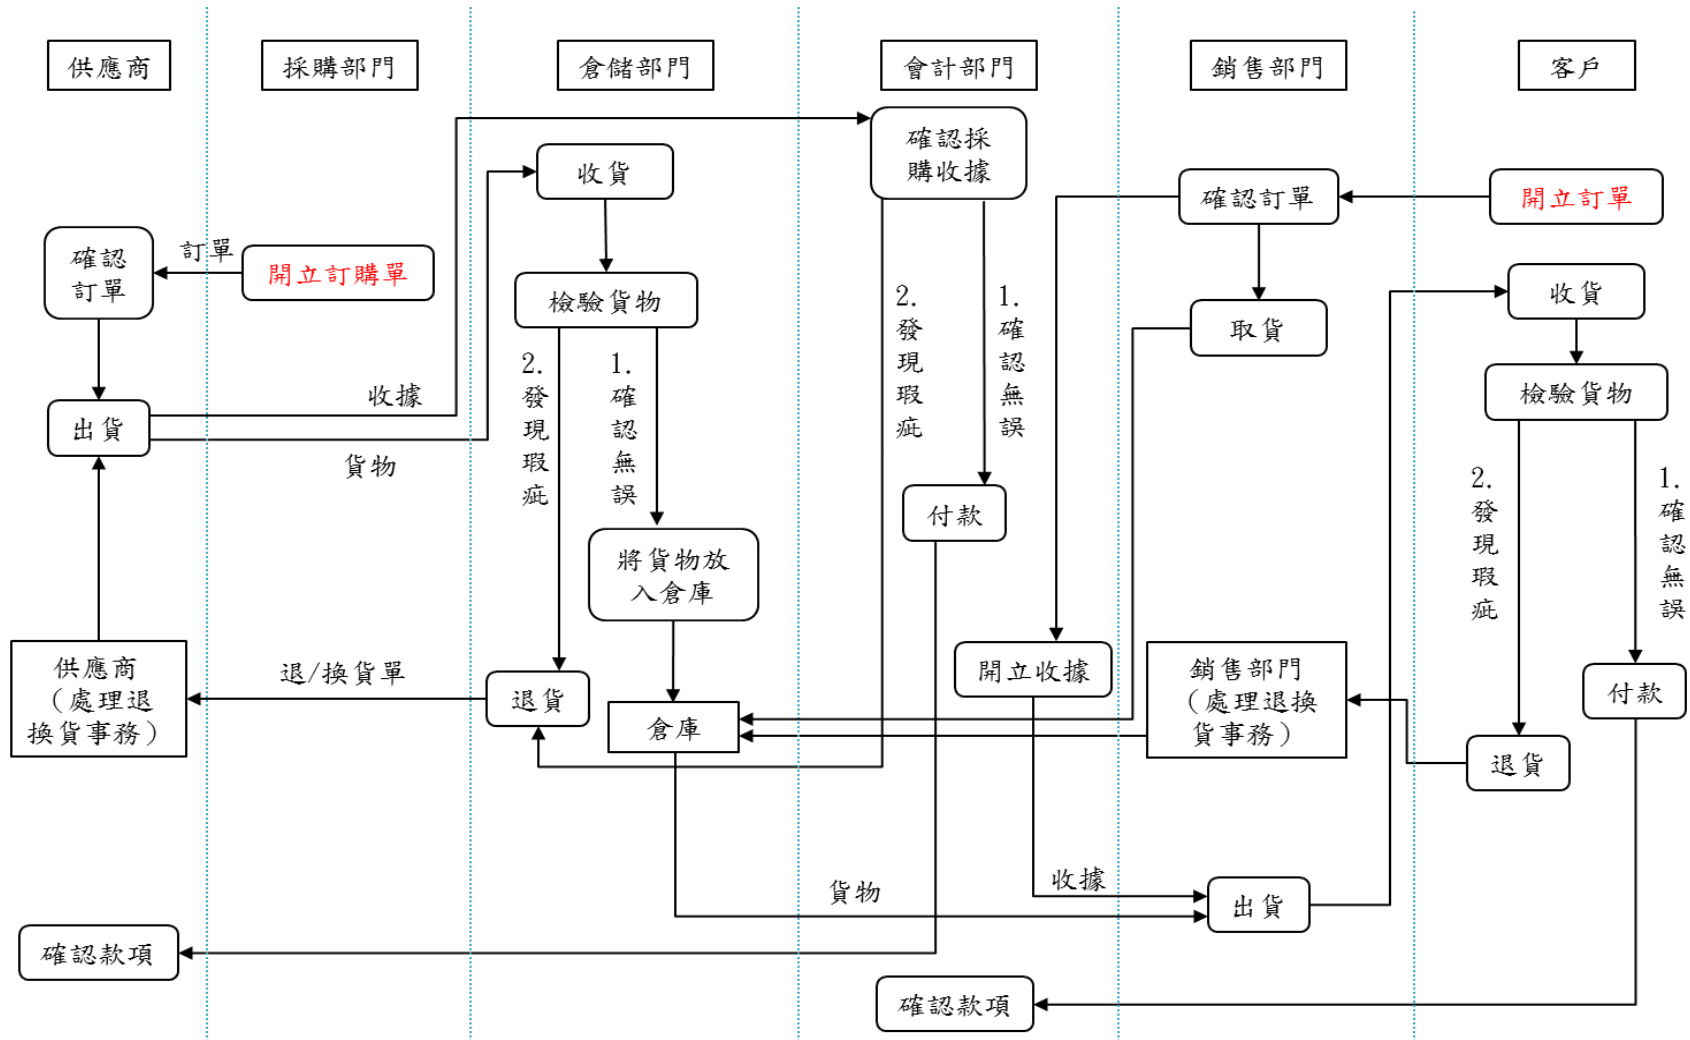 供應商
採購部門
倉儲部門
會計部門
銷售部門
客戶
確認採
購收據
收貨
確認訂單
開立訂單
訂單
確認
訂單
開立訂購單
檢驗貨物
收貨
取貨
2.
發
現
瑕
疵
1.
確
認
無
誤
2.
發
現
瑕
疵
1.
確
認
無
誤
檢驗貨物
收據
出貨
貨物
2.
發
現
瑕
疵
1.
確
認
無
誤
付款
將貨物放
入倉庫
供應商
(處理退
換貨事務)
退/換貨單
退貨
倉庫
開立收據
銷售部門
(處理退換
貨事務)
付款
退貨
貨物
收據
出貨
確認款項
確認款項